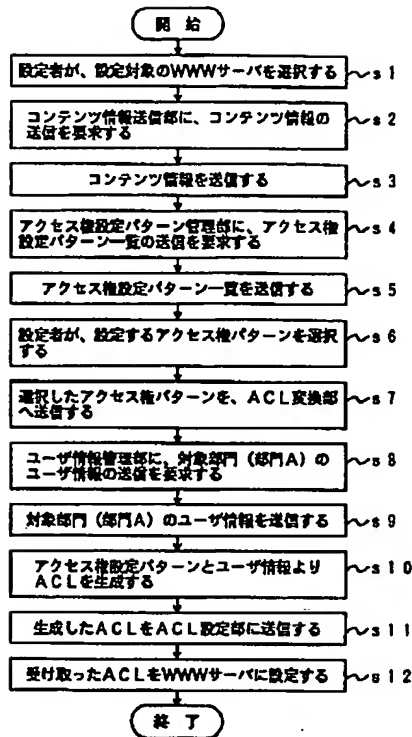 開 始
設定者が、設定対象のWWWサーバを選択する ～s1
コンテンツ情報送信部に、コンテンツ情報の
送信を要求する ～s2
コンテンツ情報を送信する ～s3
アクセス権設定パターン管理部に、アクセス権
設定パターン一覧の送信を要求する ～s4
アクセス権設定パターン一覧を送信する ～s5
設定者が、設定するアクセス権パターンを選択
する ～s6
選択したアクセス権パターンを、ACL変換部
へ送信する ～s7
ユーザ情報管理部に、対象部門(部門A)の
ユーザ情報の送信を要求する ～s8
対象部門(部門A)のユーザ情報を送信する ～s9
アクセス権設定パターンとユーザ情報より
ACLを生成する ～s10
生成したACLをACL設定部に送信する ～s11
受け取ったACLをWWWサーバに設定する ～s12
終 了